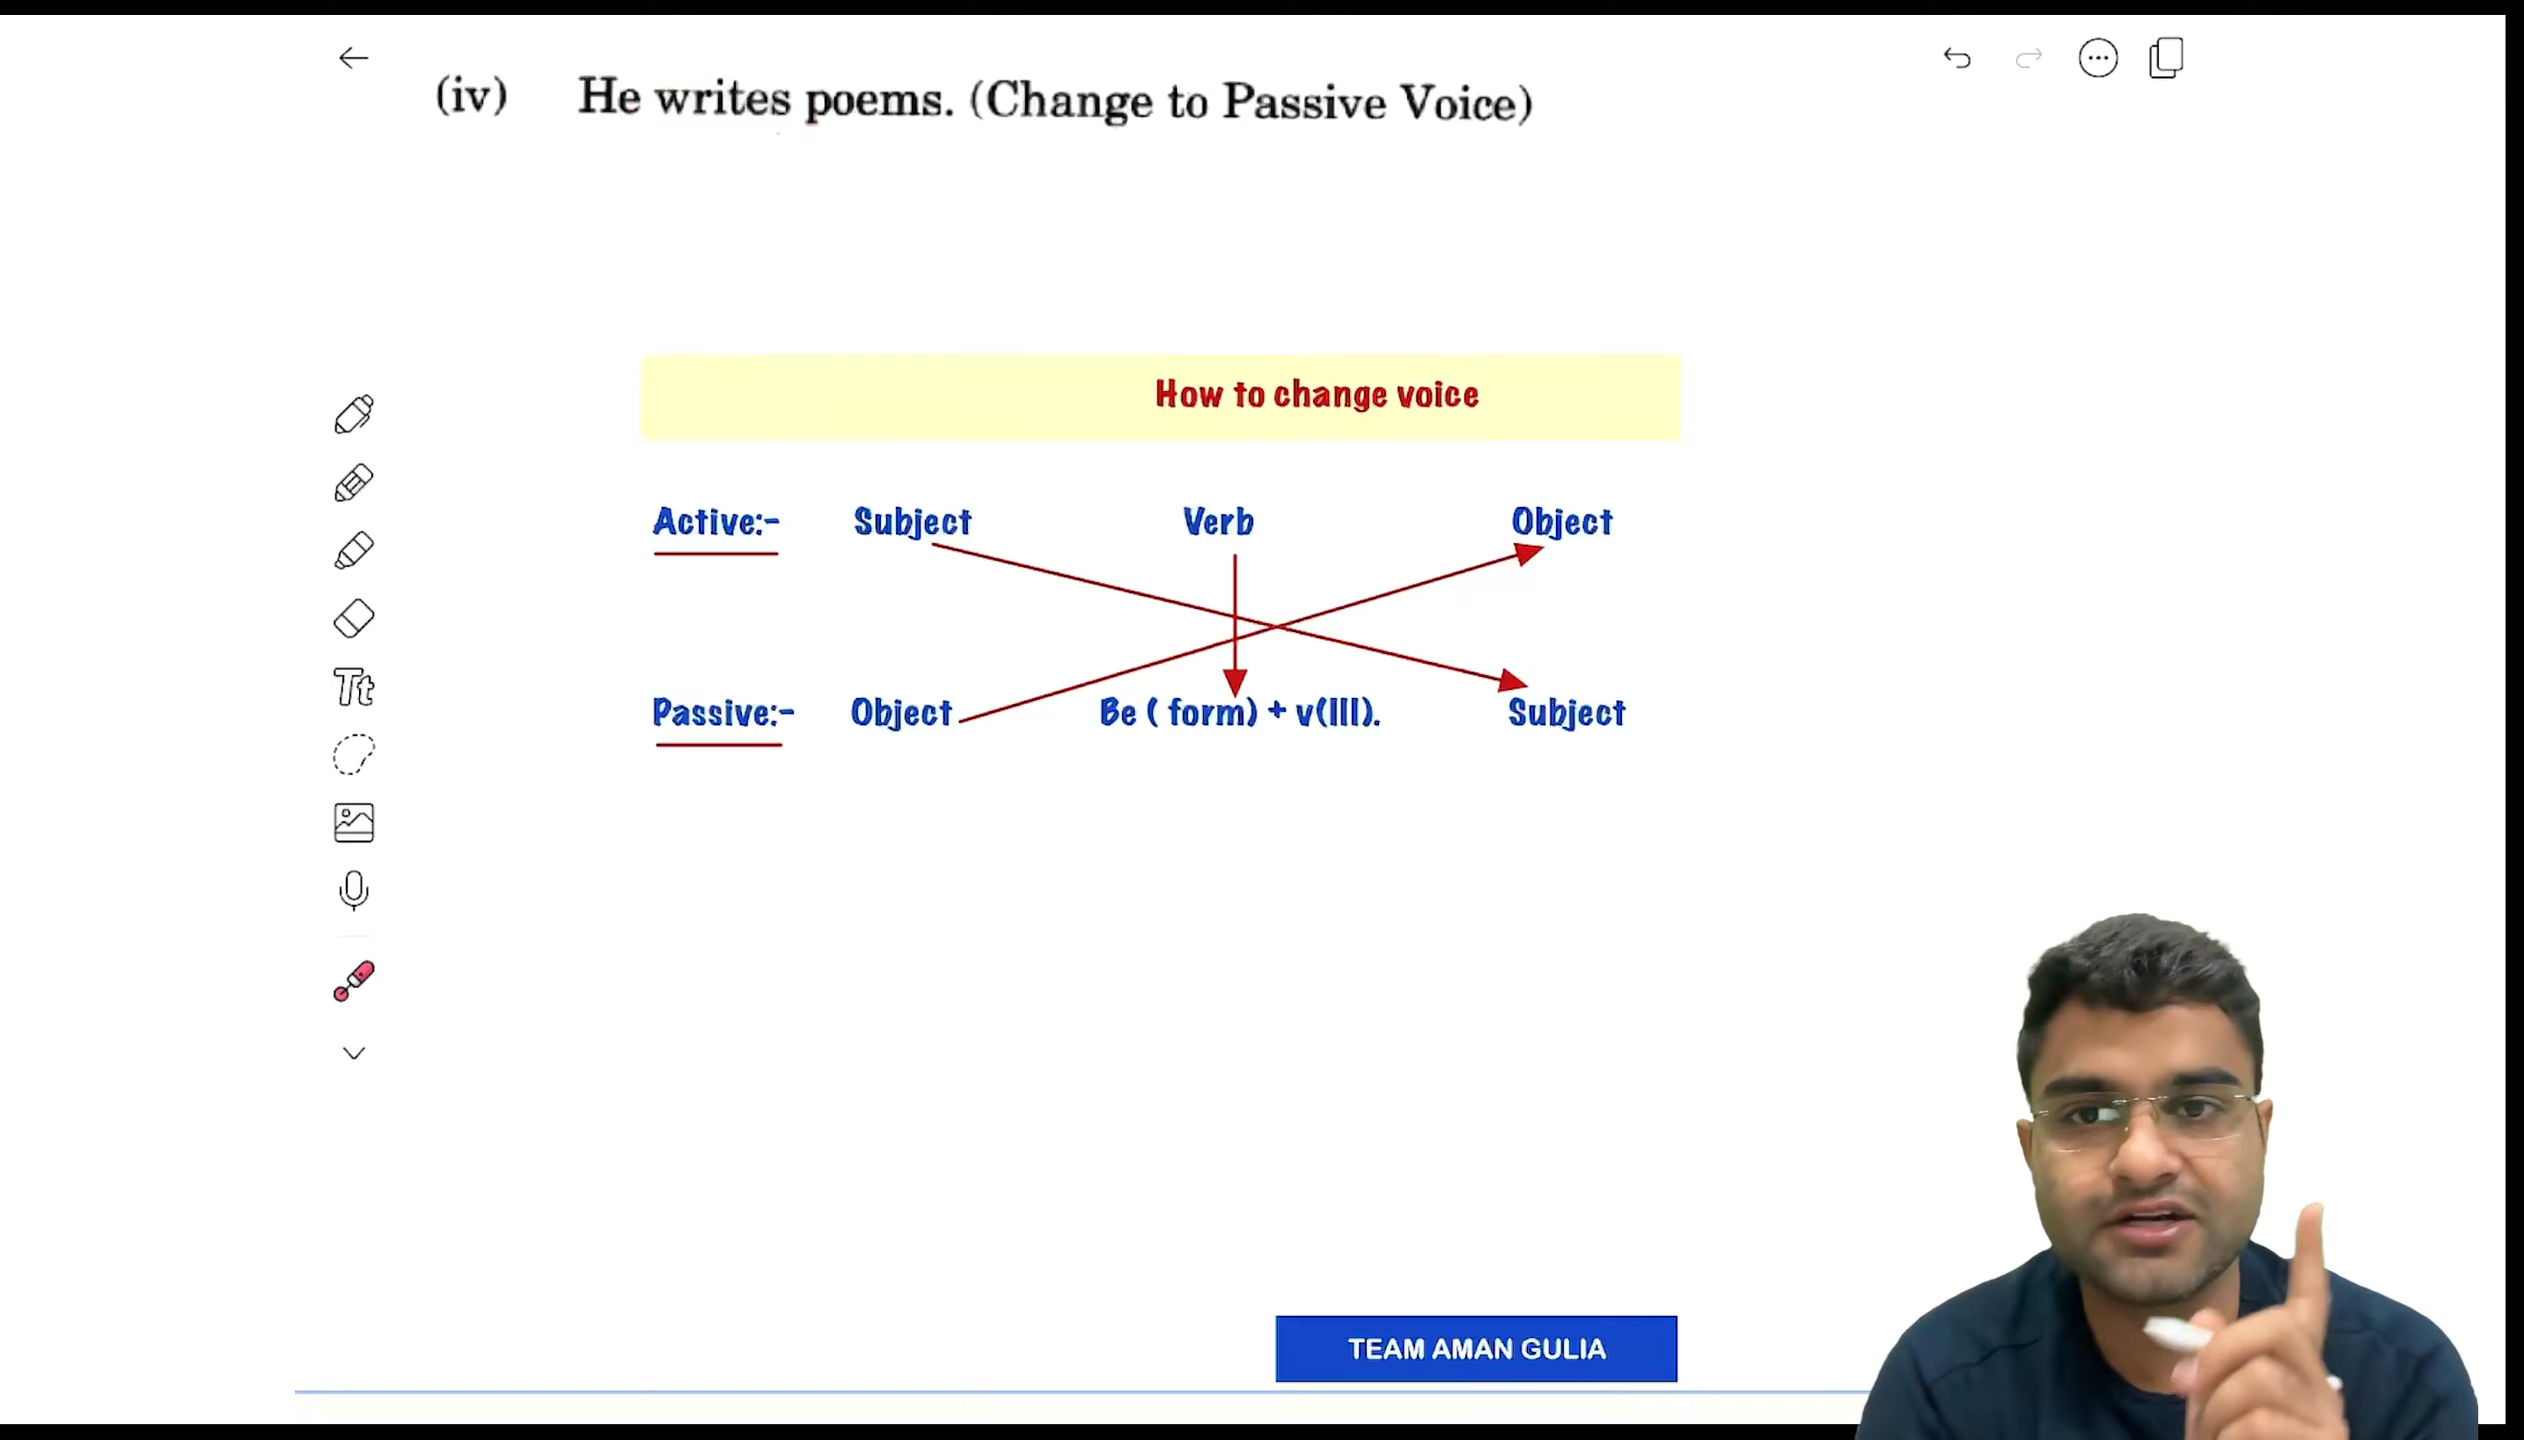 (iv) He writes poems. (Change to Passive Voice)
How to change voice
Active:- Subject Verb Object
Passive:- Object Be ( form) + v(III). Subject
Tt
TEAM AMAN GULIA